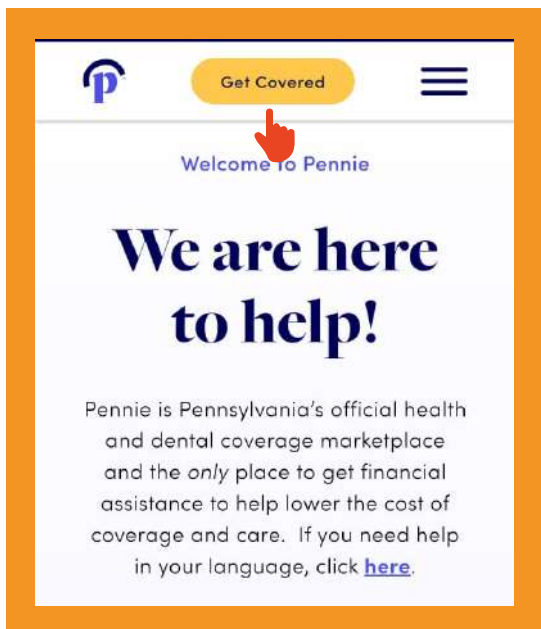 p
Get Covered
Welcome To Pennie
We are here
to help!
Pennie is Pennsylvania's official health
and dental coverage marketplace
and the only place to get financial
assistance to help lower the cost of
coverage and care.  If you need help
in your language, click here.